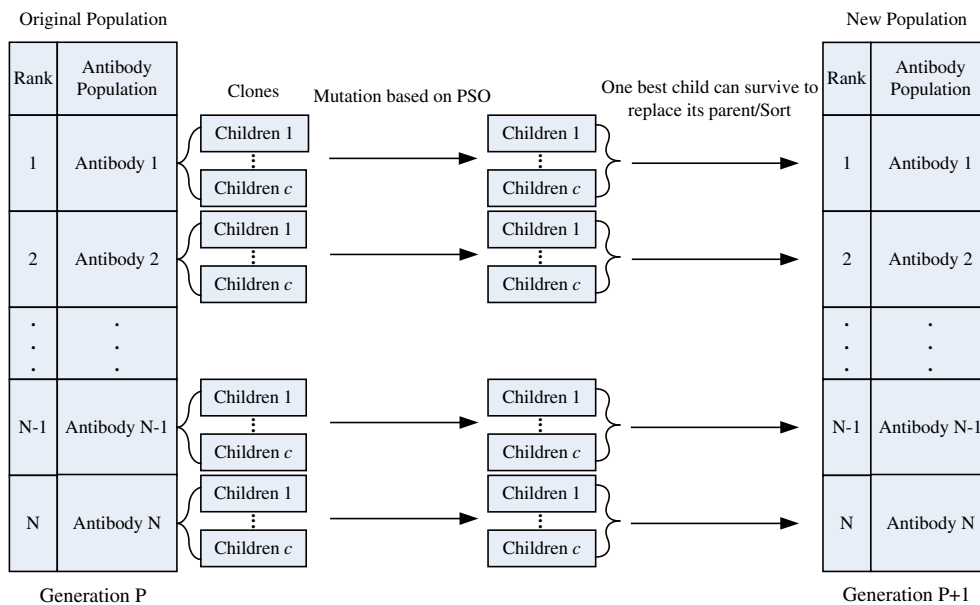 Original Population
Rank
Antibody
Population
1
Antibody 1
2
Antibody 2
.
.
.
.
.
.
N-1
Antibody N-1
N
Antibody N
Generation P
Clones
Children 1
Children c
Children 1
Children c
Children 1
Children c
Children 1
Children c
Mutation based on PSO
Children 1
Children c
Children 1
Children c
Children 1
Children c
Children 1
Children c
One best child can survive to
replace its parent/Sort
New Population
Rank
Antibody
Population
1
Antibody 1
2
Antibody 2
.
.
.
.
.
.
N-1
Antibody N-1
N
Antibody N
Generation P+1